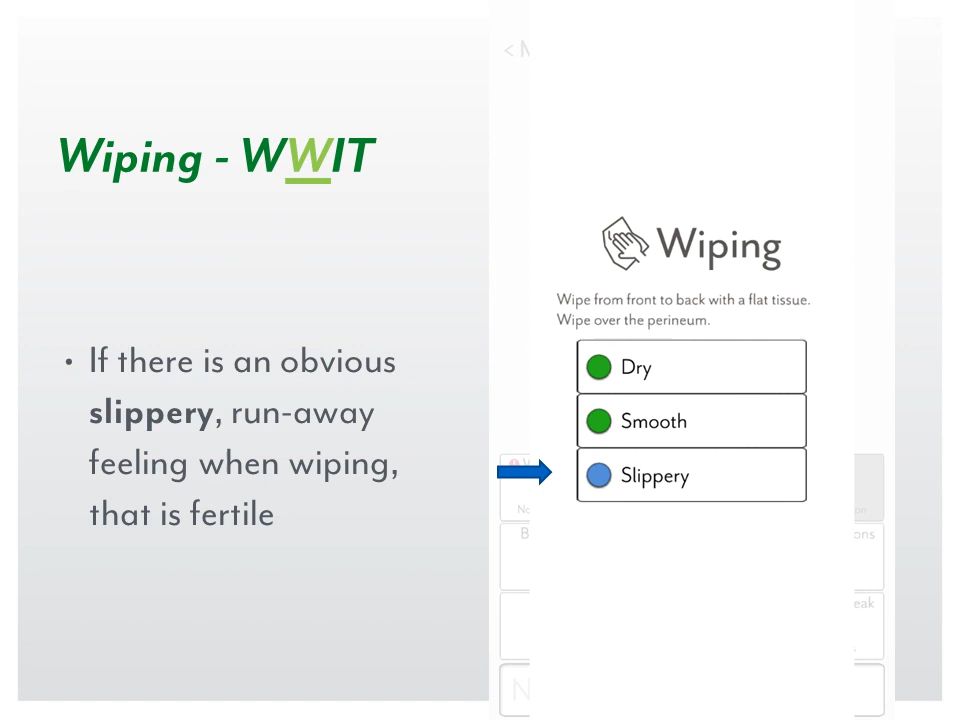 Wiping - WWIT
• If there is an obvious
slippery, run-away
feeling when wiping,
that is fertile
Wiping
Wipe from front to back with a flat tissue.
Wipe over the perineum.
Dry
Smooth
Slippery